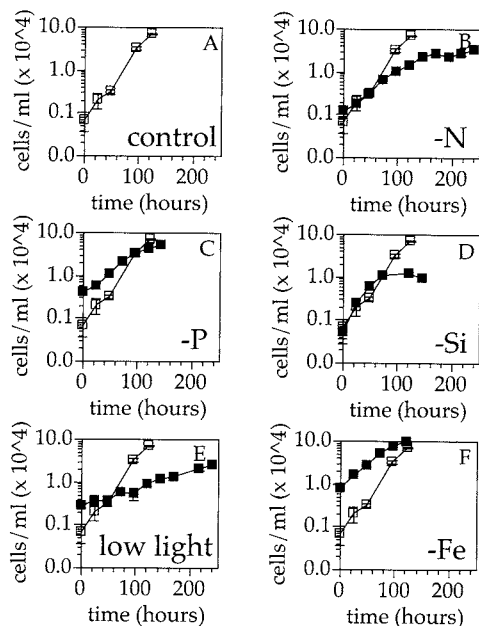 cells/ml (x 10^4)
10.0
1.0
0.1
0.0
A
control
0
100
200
time (hours)
cells/ml (x 10^4)
10.0
1.0
0.1
0.0
B
-N
0
100
200
time (hours)
cells/ml (x 10^4)
10.0
1.0
0.1
0.0
C
-P
0
100
200
time (hours)
cells/ml (x 10^4)
10.0
1.0
0.1
0.0
D
-Si
0
100
200
time (hours)
cells/ml (x 10^4)
10.0
1.0
0.1
0.0
E
low light
0
100
200
time (hours)
cells/ml (x 10^4)
10.0
1.0
0.1
0.0
F
-Fe
0
100
200
time (hours)